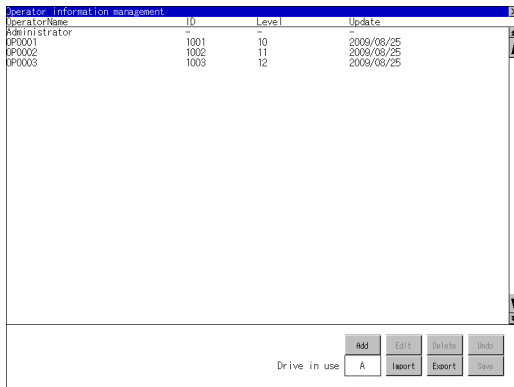 Operator information management
OperatorName ID Level Update
Administrator - - -
OP0001 1001 10 2009/08/25
OP0002 1002 11 2009/08/25
OP0003 1003 12 2009/08/25
Add Edit Delete Undo
Drive in use A Import Export Save